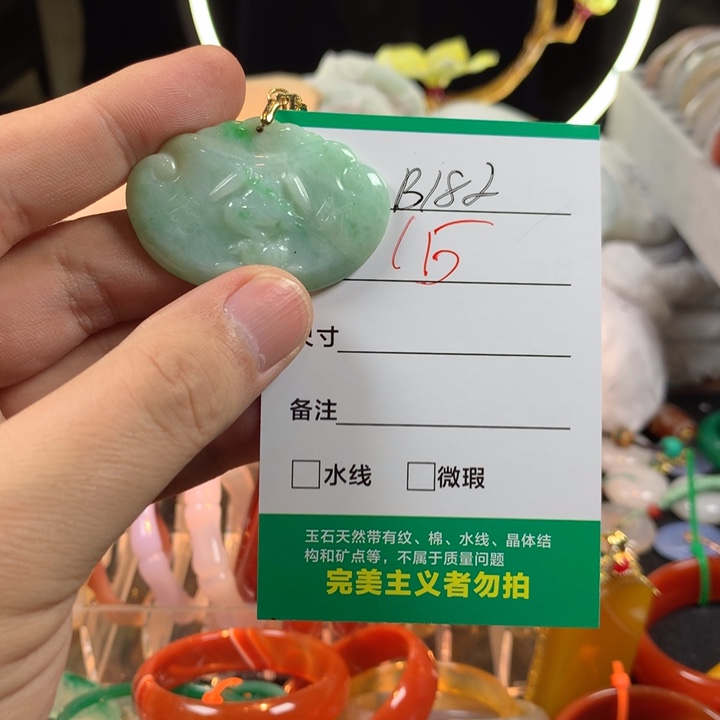 B182
15
寸
备注
水线 微瑕
玉石天然带有纹、棉、水线、晶体结
构和矿点等，不属于质量问题
完美主义者勿拍